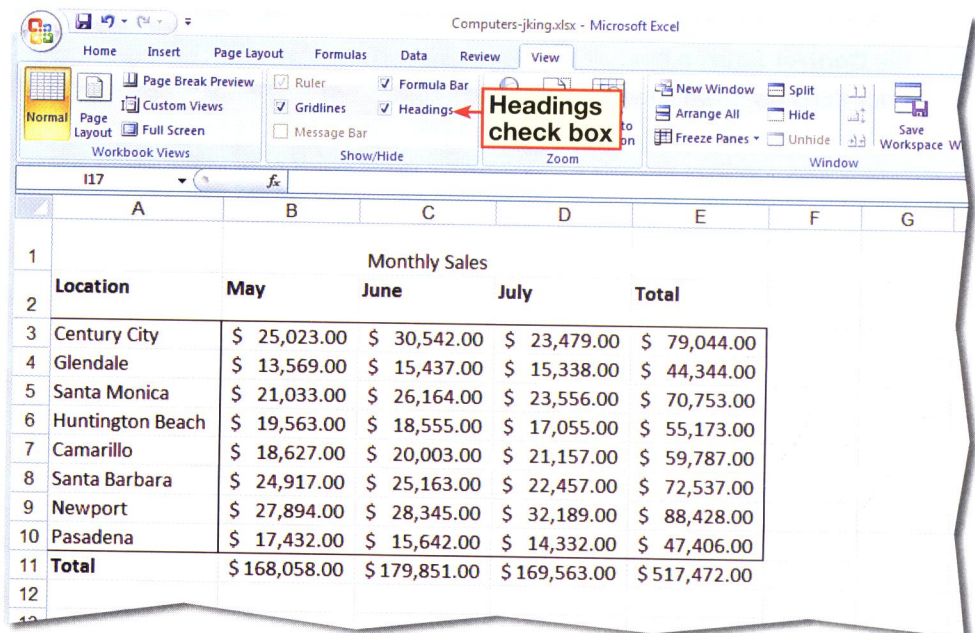 Computers-jking.xlsx - Microsoft Excel
Home Insert Page Layout Formulas Data Review View
Normal
Page Layout
Page Break Preview
Custom Views
Full Screen
Workbook Views
Ruler
Gridlines
Message Bar
Formula Bar
Headings
Show/Hide
Headings
check box
Zoom
New Window
Arrange All
Freeze Panes
Split
Hide
Unhide
Save
Workspace
Window
I17 fx
A B C D E F G
1 Monthly Sales
2 Location May June July Total
3 Century City $ 25,023.00 $ 30,542.00 $ 23,479.00 $ 79,044.00
4 Glendale $ 13,569.00 $ 15,437.00 $ 15,338.00 $ 44,344.00
5 Santa Monica $ 21,033.00 $ 26,164.00 $ 23,556.00 $ 70,753.00
6 Huntington Beach $ 19,563.00 $ 18,555.00 $ 17,055.00 $ 55,173.00
7 Camarillo $ 18,627.00 $ 20,003.00 $ 21,157.00 $ 59,787.00
8 Santa Barbara $ 24,917.00 $ 25,163.00 $ 22,457.00 $ 72,537.00
9 Newport $ 27,894.00 $ 28,345.00 $ 32,189.00 $ 88,428.00
10 Pasadena $ 17,432.00 $ 15,642.00 $ 14,332.00 $ 47,406.00
11 Total $ 168,058.00 $ 179,851.00 $ 169,563.00 $ 517,472.00
12